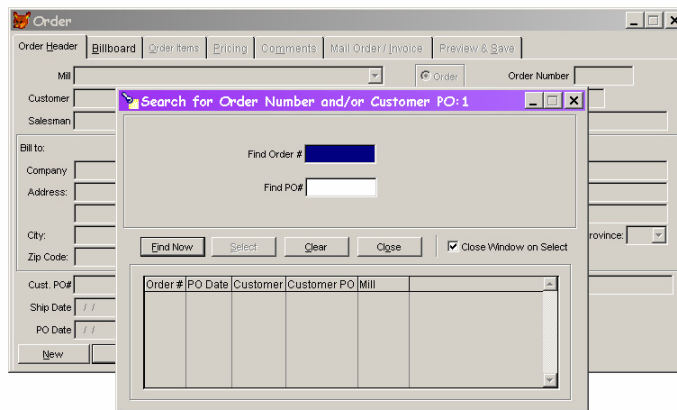 Order
Order Header Billboard Order Items Pricing Comments Mail Order / Invoice Preview & Save
Mill Order Order Number
Customer
Salesman
Search for Order Number and/or Customer PO:1
Bill to:
Company
Address:
City: rovince:
Zip Code:
Find Order #
Find PO#
Find Now Select Clear Close Close Window on Select
Order # PO Date Customer Customer PO Mill
Cust. PO#
Ship Date / /
PO Date / /
New